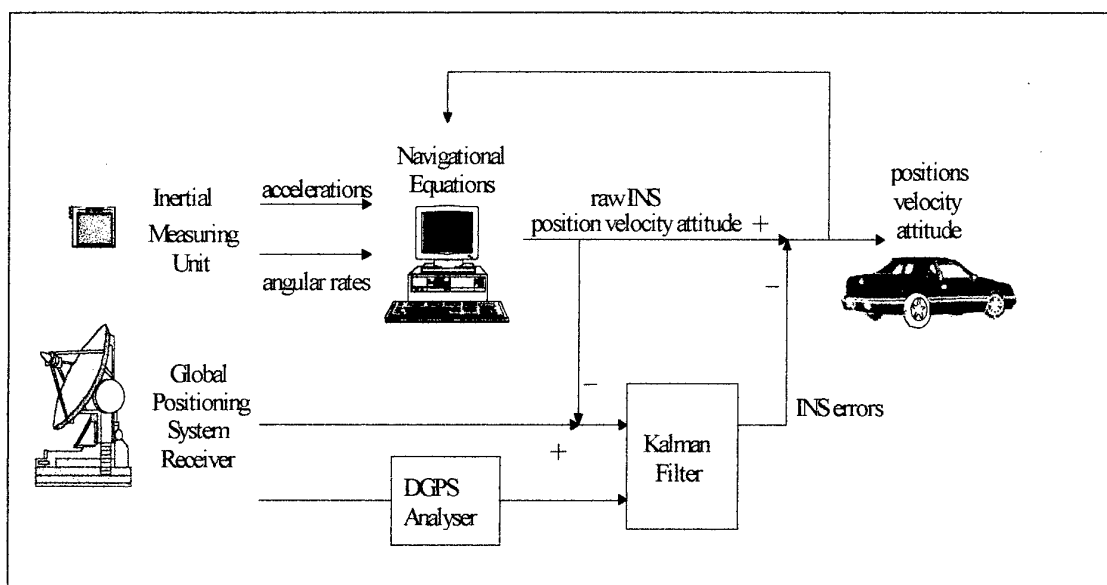 Inertial
Measuring
Unit
accelerations
angular rates
Navigational
Equations
raw INS
position velocity attitude +
positions
velocity
attitude
−
−
+
Global
Positioning
System
Receiver
DGPS
Analyser
Kalman
Filter
INS errors